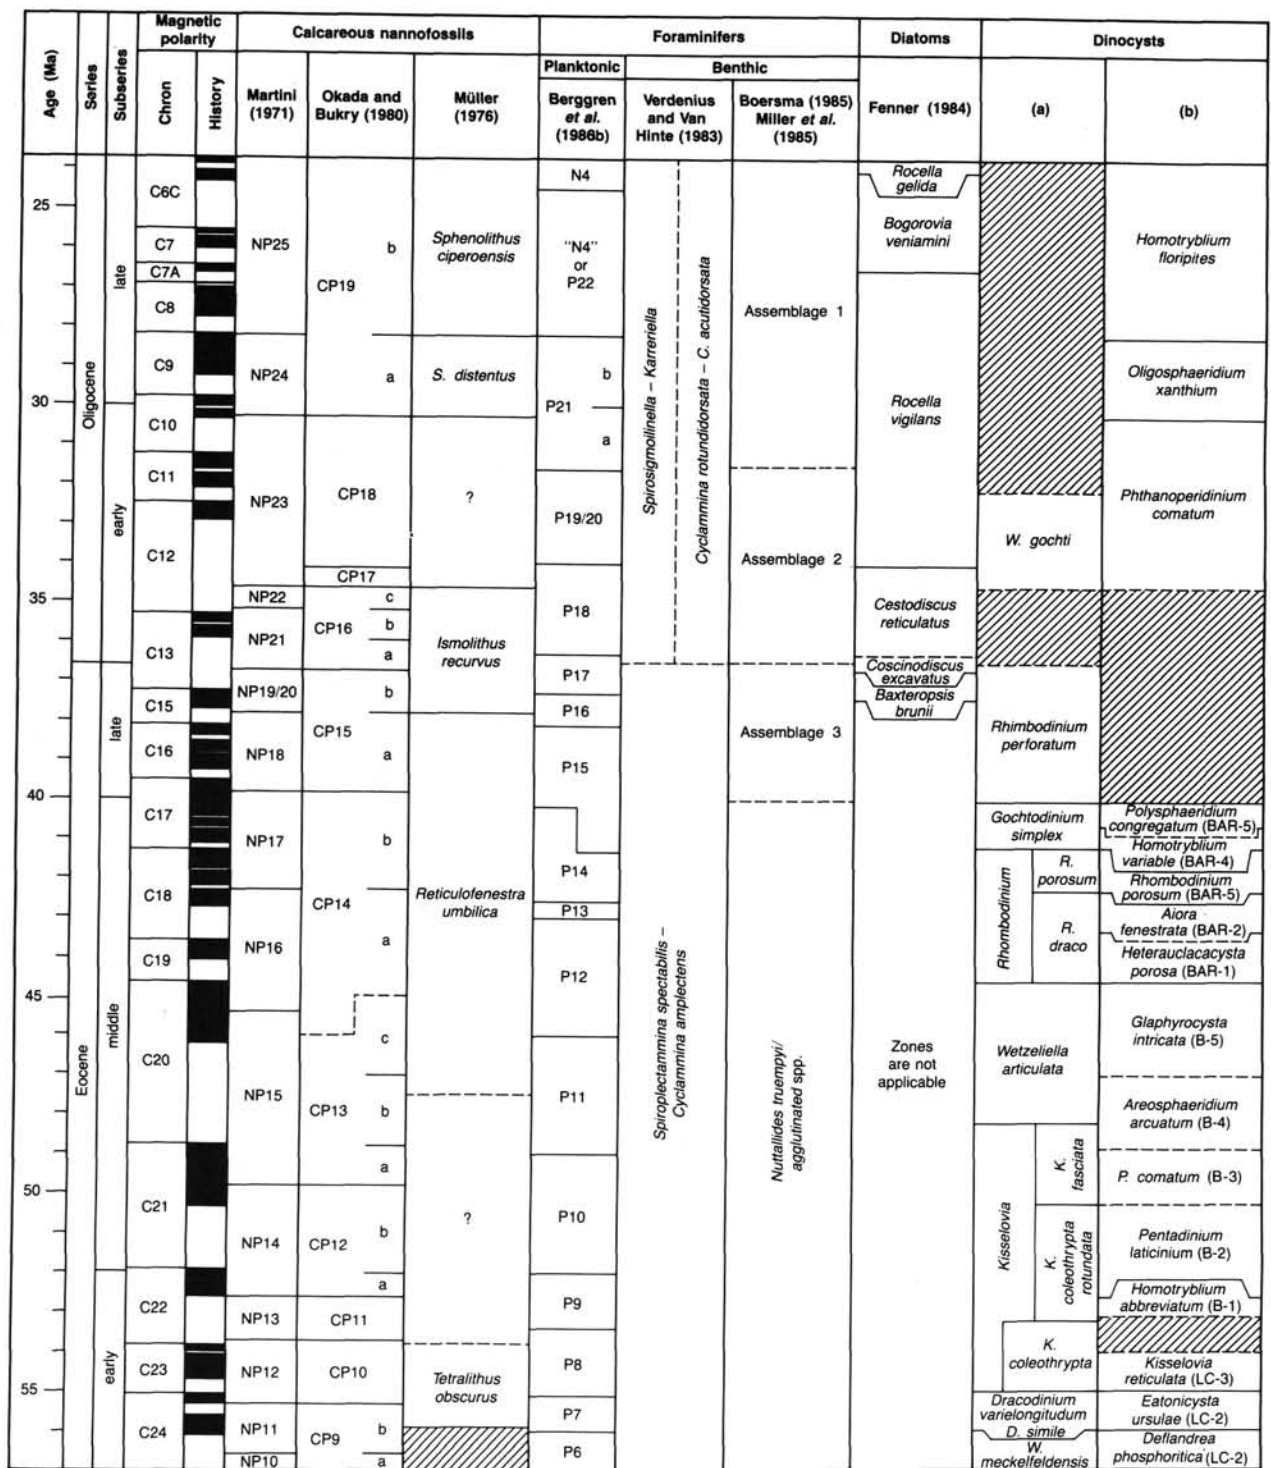 Age (Ma)
Series
Subseries
Magnetic
polarity
Chron
History
Calcareous nannofossils
Martini
(1971)
Okada and
Bukry (1980)
Müller
(1976)
Foraminifers
Planktonic
Berggren
et al.
(1986b)
Benthic
Verdenius
and Van
Hinte (1983)
Boersma (1985)
Miller et al.
(1985)
Diatoms
Fenner (1984)
Dinocysts
(a)
(b)
25
30
35
40
45
50
55
Oligocene
Eocene
late
early
late
middle
early
C6C
C7
C7A
C8
C9
C10
C11
C12
C13
C15
C16
C17
C18
C19
C20
C21
C22
C23
C24
NP25
NP24
NP23
NP22
NP21
NP19/20
NP18
NP17
NP16
NP15
NP14
NP13
NP12
NP11
NP10
CP19
b
a
CP18
CP17
CP16
c
b
a
CP15
b
a
CP14
b
a
CP13
c
b
a
CP12
b
a
CP11
CP10
CP9
b
a
Sphenolithus
ciperoensis
S. distentus
?
Ismolithus
recurvus
Reticulofenestra
umbilica
?
Tetralithus
obscurus
N4
"N4"
or
P22
P21
b
a
P19/20
P18
P17
P16
P15
P14
P13
P12
P11
P10
P9
P8
P7
P6
Spirosigmoilinella – Karreriella
Cyclammina rotundidorsata – C. acutidorsata
Spiroplectammina spectabilis –
Cyclammina amplectens
Assemblage 1
Assemblage 2
Assemblage 3
Nuttallides truempyi/
agglutinated spp.
Rocella
gelida
Bogorovia
veniamini
Rocella
vigilans
Cestodiscus
reticulatus
Coscinodiscus
excavatus
Baxteropsis
brunii
Zones
are not
applicable
W. gochti
Rhimbodinium
perforatum
Gochtodinium
simplex
Rhombodinium
R.
porosum
R.
draco
Wetzeliella
articulata
Kisselovia
K.
fasciata
K.
coleothrypta
rotundata
K.
coleothrypta
Dracodinium
varielongitudum
D. simile
W.
meckelfeldensis
Homotryblium
floripites
Oligosphaeridium
xanthium
Phthanoperidinium
comatum
Polysphaeridium
congregatum (BAR-5)
Homotryblium
variable (BAR-4)
Rhombodinium
porosum (BAR-5)
Aiora
fenestrata (BAR-2)
Heterauclacacysta
porosa (BAR-1)
Glaphyrocysta
intricata (B-5)
Areosphaeridium
arcuatum (B-4)
P. comatum (B-3)
Pentadinium
laticinium (B-2)
Homotryblium
abbreviatum (B-1)
Kisselovia
reticulata (LC-3)
Eatonicysta
ursulae (LC-2)
Deflandrea
phosphoritica (LC-2)